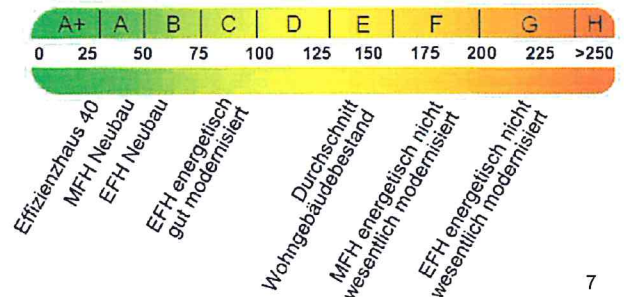 A+ A B C D E F G H
0 25 50 75 100 125 150 175 200 225 >250
Effizienzhaus 40
MFH Neubau
EFH Neubau
EFH energetisch
gut modernisiert
Durchschnitt
Wohngebäudebestand
MFH energetisch nicht
wesentlich modernisiert
EFH energetisch nicht
wesentlich modernisiert
7